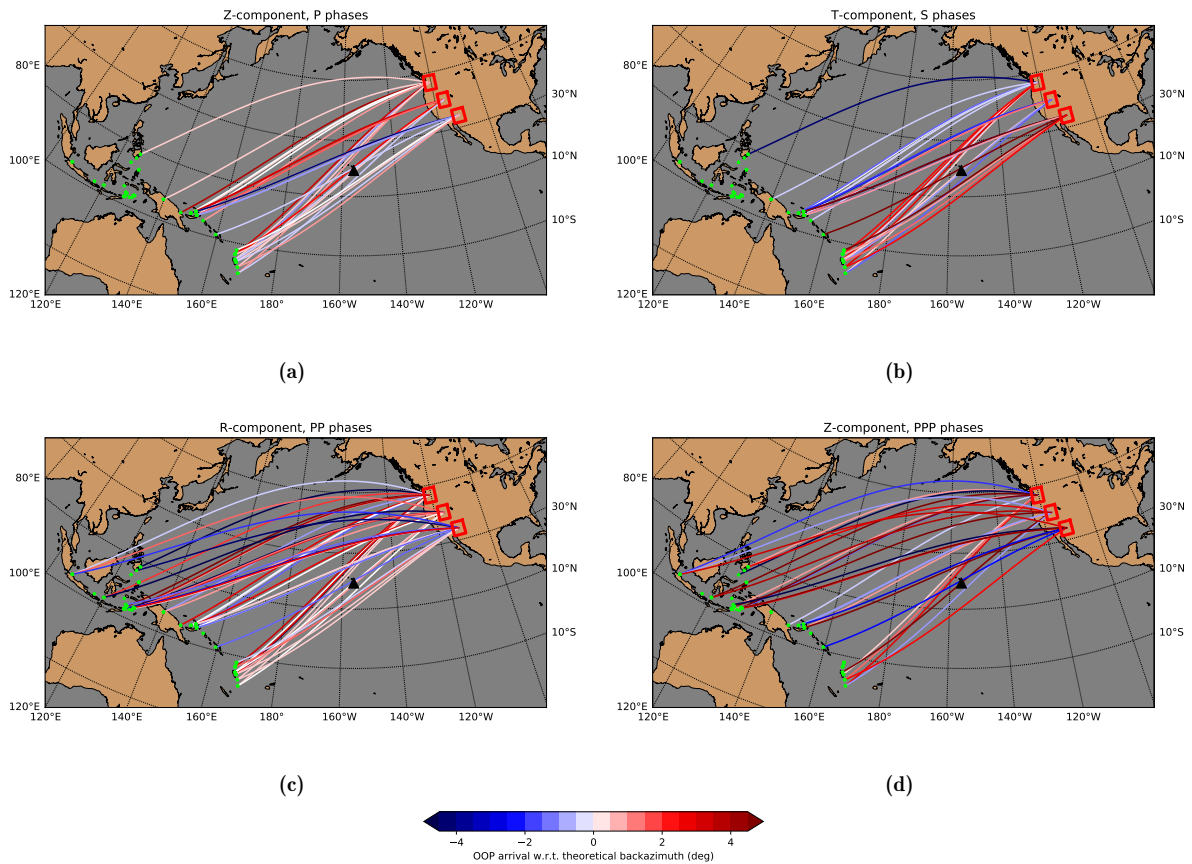 Z-component, P phases
T-component, S phases
80°E
30°N
80°E
30°N
100°E
10°N
100°E
10°N
10°S
10°S
120°E
120°E
120°E 140°E 160°E 180° 160°W 140°W 120°W
120°E 140°E 160°E 180° 160°W 140°W 120°W
(a)
(b)
R-component, PP phases
Z-component, PPP phases
80°E
30°N
80°E
30°N
100°E
10°N
100°E
10°N
10°S
10°S
120°E
120°E
120°E 140°E 160°E 180° 160°W 140°W 120°W
120°E 140°E 160°E 180° 160°W 140°W 120°W
(c)
(d)
−4 −2 0 2 4
OOP arrival w.r.t. theoretical backazimuth (deg)